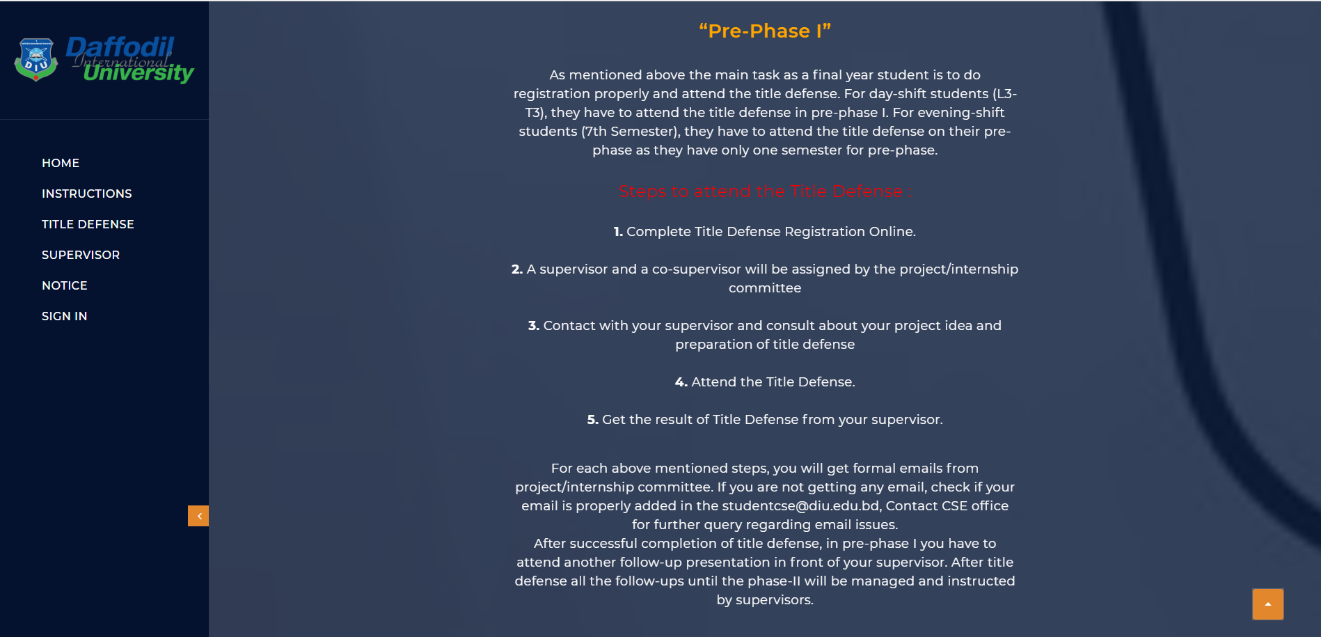 Daffodil
International
University
DIU
HOME
INSTRUCTIONS
TITLE DEFENSE
SUPERVISOR
NOTICE
SIGN IN
“Pre-Phase I”
As mentioned above the main task as a final year student is to do
registration properly and attend the title defense. For day-shift students (L3-
T3), they have to attend the title defense in pre-phase I. For evening-shift
students (7th Semester), they have to attend the title defense on their pre-
phase as they have only one semester for pre-phase.
Steps to attend the Title Defense :
1. Complete Title Defense Registration Online.
2. A supervisor and a co-supervisor will be assigned by the project/internship
committee
3. Contact with your supervisor and consult about your project idea and
preparation of title defense
4. Attend the Title Defense.
5. Get the result of Title Defense from your supervisor.
For each above mentioned steps, you will get formal emails from
project/internship committee. If you are not getting any email, check if your
email is properly added in the studentcse@diu.edu.bd, Contact CSE office
for further query regarding email issues.
After successful completion of title defense, in pre-phase I you have to
attend another follow-up presentation in front of your supervisor. After title
defense all the follow-ups until the phase-II will be managed and instructed
by supervisors.